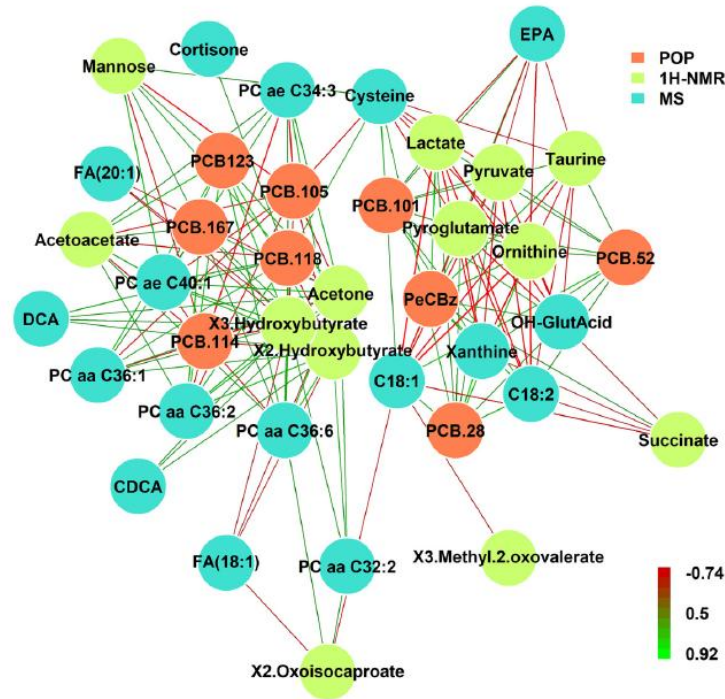 EPA
POP
1H-NMR
MS
Cortisone
Mannose
PC ae C34:3
Cysteine
Lactate
Pyruvate
Taurine
PCB123
FA(20:1)
PCB.105
PCB.101
PCB.167
Pyroglutamate
Acetoacetate
Ornithine
PCB.118
PCB.52
PC ae C40:1
Acetone
PeCBz
OH-GlutAcid
DCA
X3.Hydroxybutyrate
PCB.114
X2.Hydroxybutyrate
Xanthine
PC aa C36:1
C18:1
C18:2
PC aa C36:2
PC aa C36:6
PCB.28
Succinate
CDCA
FA(18:1)
PC aa C32:2
X3.Methyl.2.oxovalerate
-0.74
0.5
0.92
X2.Oxoisocaproate